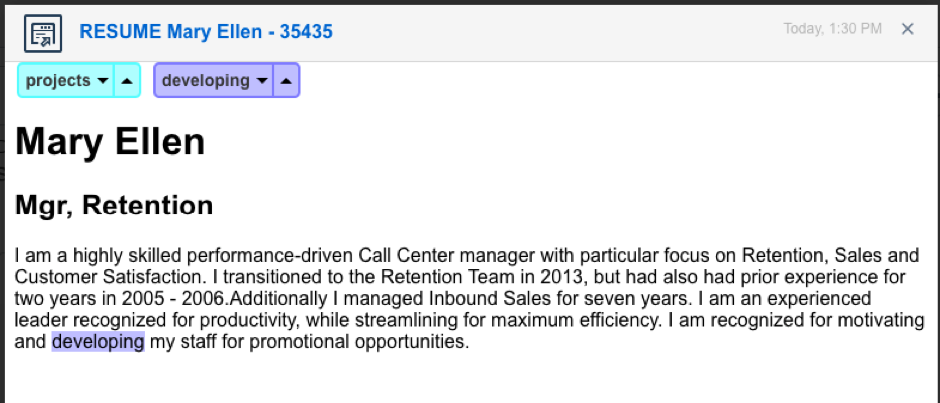 RESUME Mary Ellen - 35435
Today, 1:30 PM
projects
developing
Mary Ellen
Mgr, Retention
I am a highly skilled performance-driven Call Center manager with particular focus on Retention, Sales and
Customer Satisfaction. I transitioned to the Retention Team in 2013, but had also had prior experience for
two years in 2005 - 2006.Additionally I managed Inbound Sales for seven years. I am an experienced
leader recognized for productivity, while streamlining for maximum efficiency. I am recognized for motivating
and developing my staff for promotional opportunities.